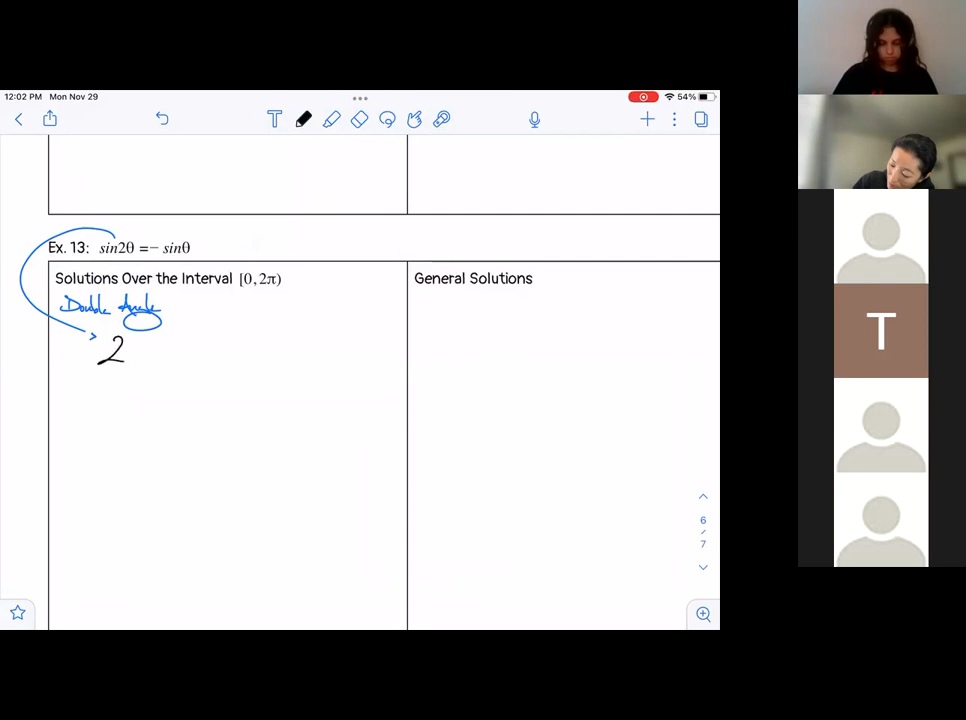 12:02 PM Mon Nov 29
54%
Ex. 13: sin2θ =− sinθ
Solutions Over the Interval [0, 2π)
General Solutions
Double Angle
2
6
7
T